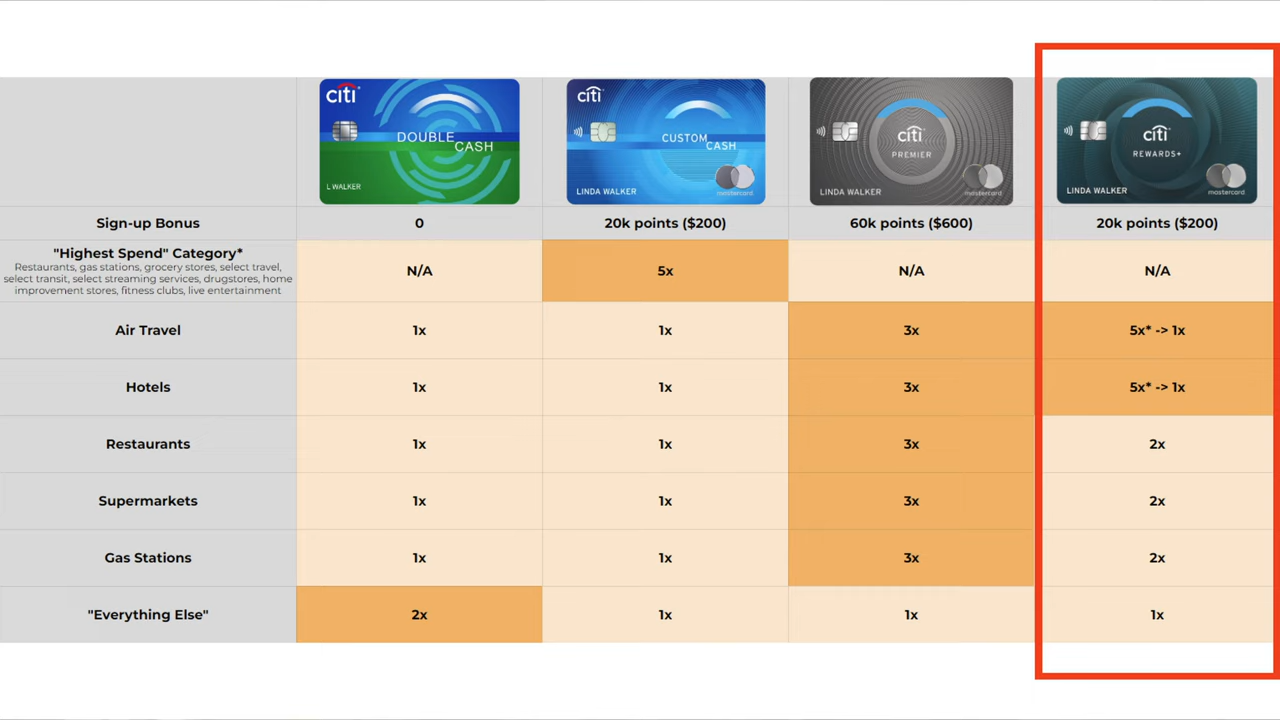 citi
DOUBLE
CASH
L WALKER
citi
CUSTOM
CASH
LINDA WALKER
mastercard
citi
PREMIER
LINDA WALKER
mastercard
citi
REWARDS+
LINDA WALKER
mastercard
Sign-up Bonus 0 20k points ($200) 60k points ($600) 20k points ($200)
"Highest Spend" Category*
Restaurants, gas stations, grocery stores, select travel,
select transit, select streaming services, drugstores, home
improvement stores, fitness clubs, live entertainment
N/A 5x N/A N/A
Air Travel 1x 1x 3x 5x* -> 1x
Hotels 1x 1x 3x 5x* -> 1x
Restaurants 1x 1x 3x 2x
Supermarkets 1x 1x 3x 2x
Gas Stations 1x 1x 3x 2x
"Everything Else" 2x 1x 1x 1x